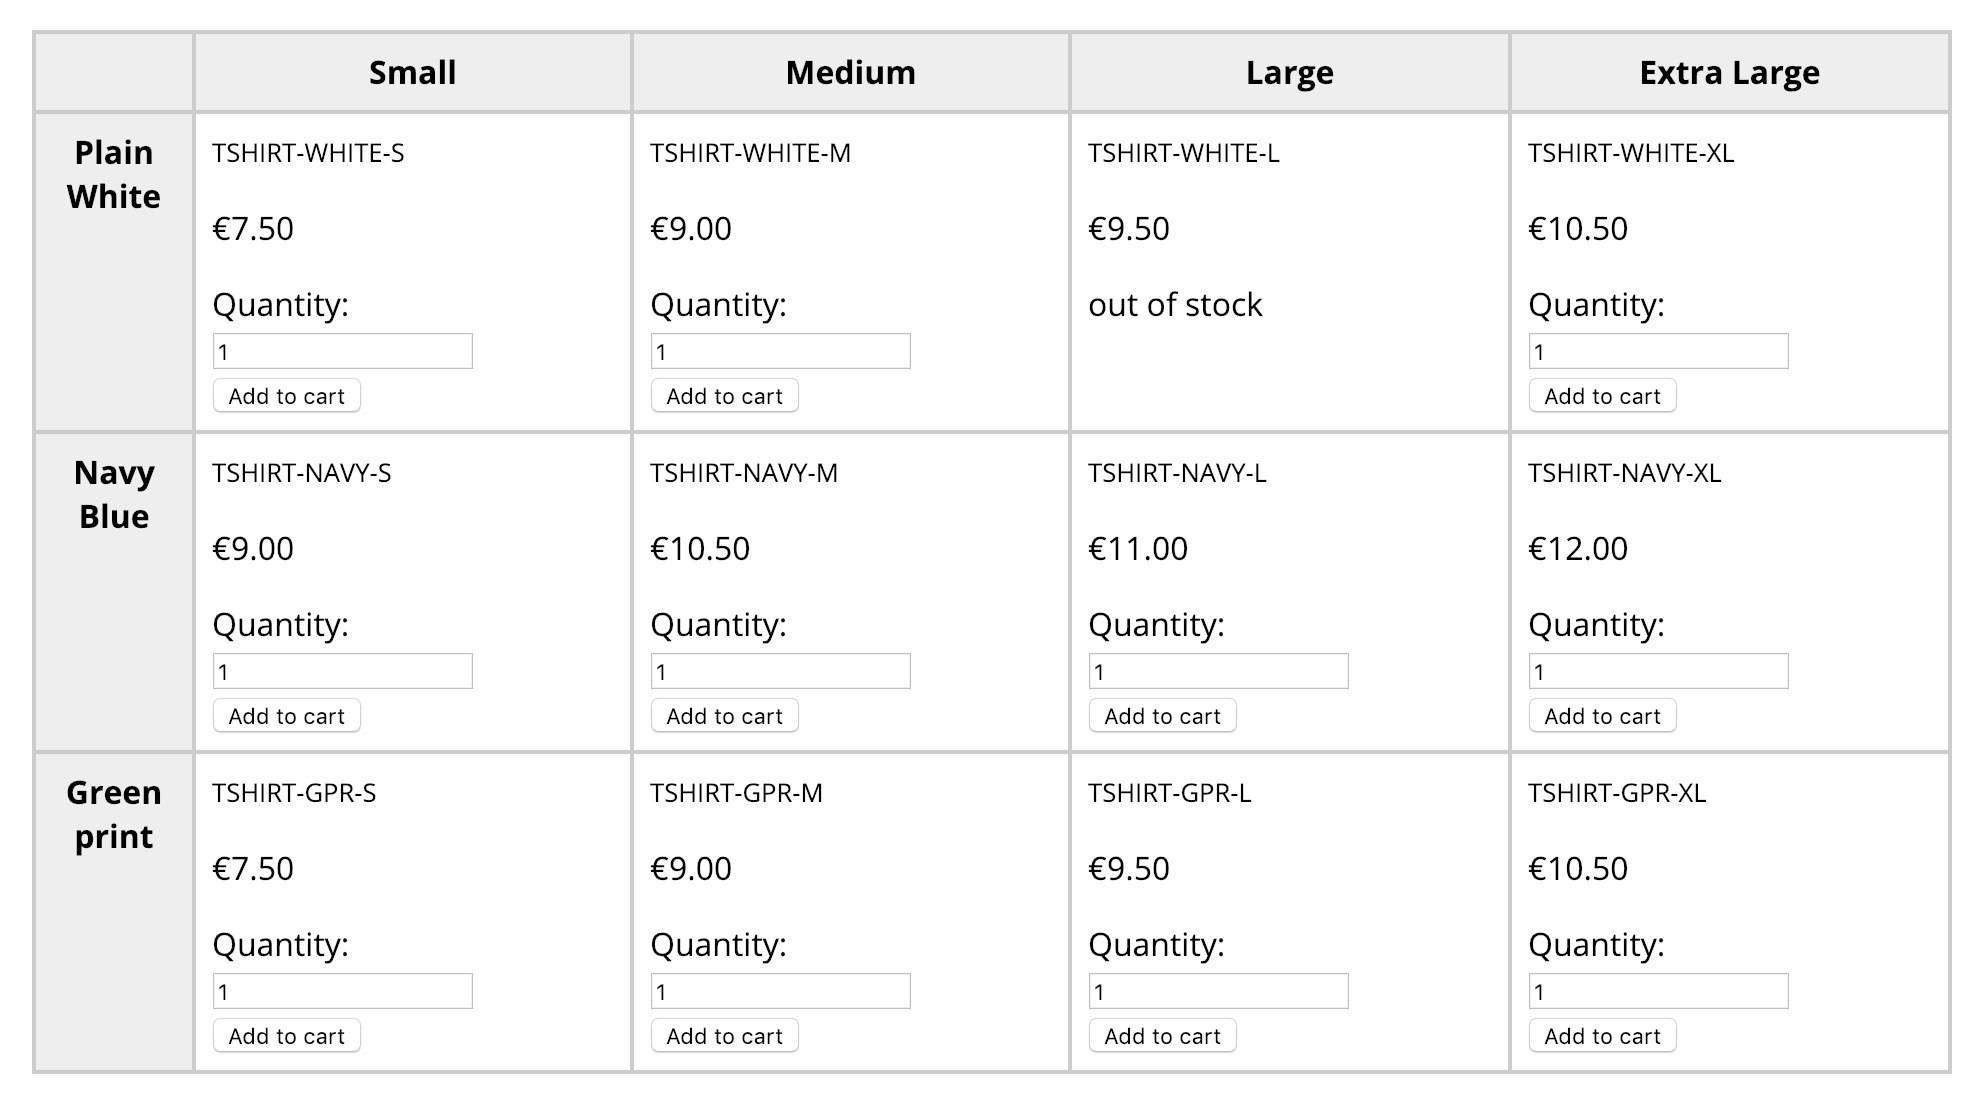 Small Medium Large Extra Large
Plain White
TSHIRT-WHITE-S
€7.50
Quantity:
1
Add to cart
TSHIRT-WHITE-M
€9.00
Quantity:
1
Add to cart
TSHIRT-WHITE-L
€9.50
out of stock
TSHIRT-WHITE-XL
€10.50
Quantity:
1
Add to cart
Navy Blue
TSHIRT-NAVY-S
€9.00
Quantity:
1
Add to cart
TSHIRT-NAVY-M
€10.50
Quantity:
1
Add to cart
TSHIRT-NAVY-L
€11.00
Quantity:
1
Add to cart
TSHIRT-NAVY-XL
€12.00
Quantity:
1
Add to cart
Green print
TSHIRT-GPR-S
€7.50
Quantity:
1
Add to cart
TSHIRT-GPR-M
€9.00
Quantity:
1
Add to cart
TSHIRT-GPR-L
€9.50
Quantity:
1
Add to cart
TSHIRT-GPR-XL
€10.50
Quantity:
1
Add to cart